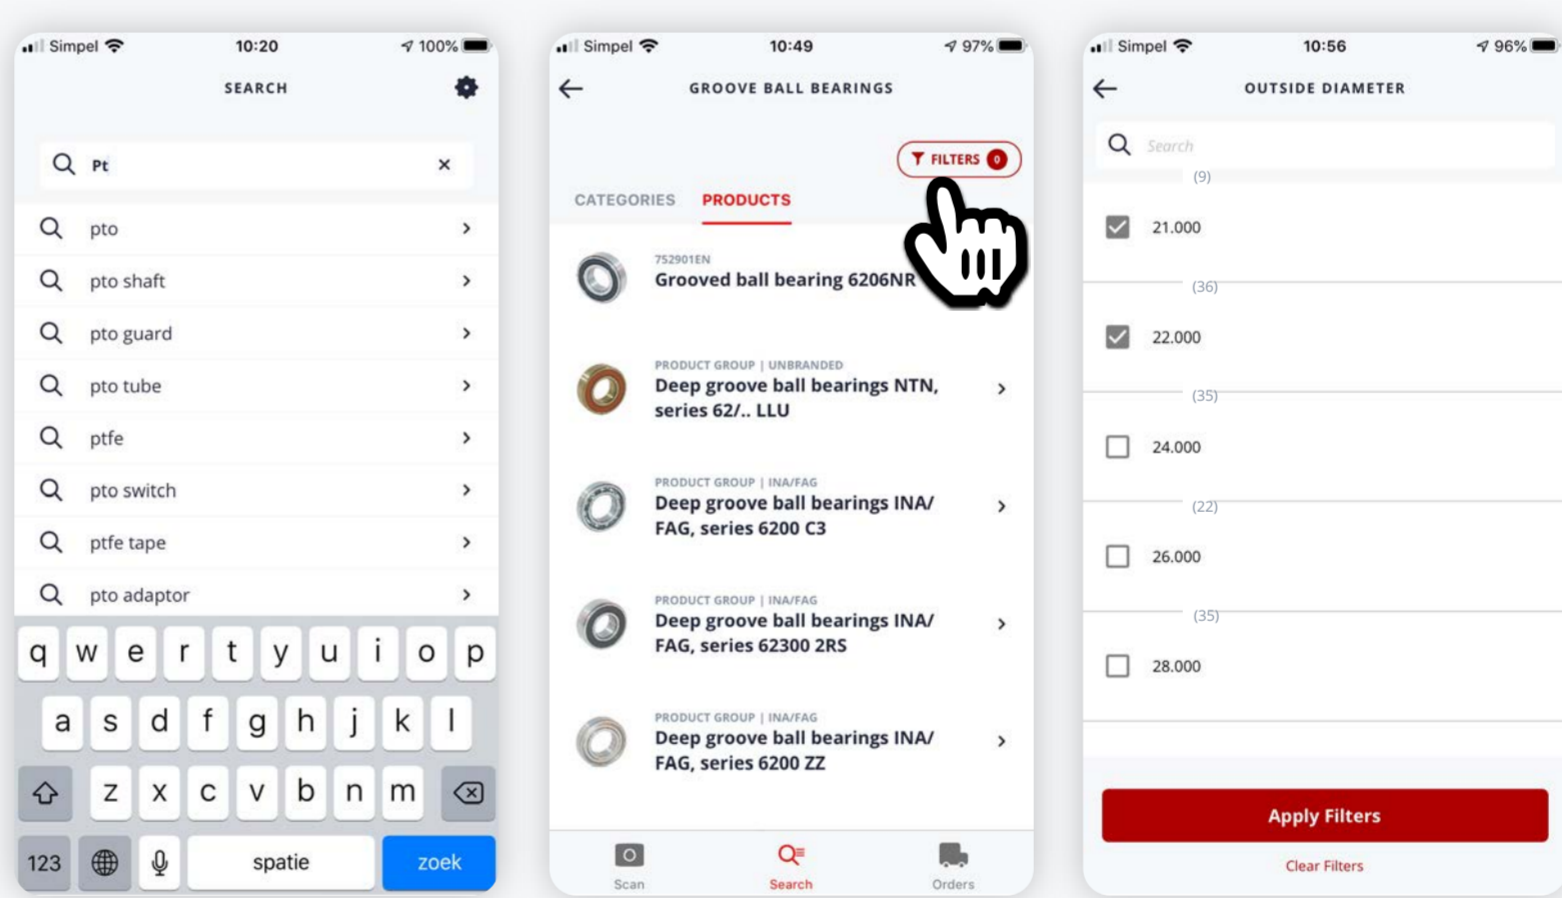 Simpel 10:20 100%
SEARCH
Pt
pto
pto shaft
pto guard
pto tube
ptfe
pto switch
ptfe tape
pto adaptor
q w e r t y u i o p
a s d f g h j k l
z x c v b n m
123 spatie zoek
Simpel 10:49 97%
GROOVE BALL BEARINGS
FILTERS 0
CATEGORIES PRODUCTS
752901EN
Grooved ball bearing 6206NR
PRODUCT GROUP | UNBRANDED
Deep groove ball bearings NTN,
series 62/.. LLU
PRODUCT GROUP | INA/FAG
Deep groove ball bearings INA/
FAG, series 6200 C3
PRODUCT GROUP | INA/FAG
Deep groove ball bearings INA/
FAG, series 62300 2RS
PRODUCT GROUP | INA/FAG
Deep groove ball bearings INA/
FAG, series 6200 ZZ
Scan Search Orders
Simpel 10:56 96%
OUTSIDE DIAMETER
Search
(9)
21.000
(36)
22.000
(35)
24.000
(22)
26.000
(35)
28.000
Apply Filters
Clear Filters